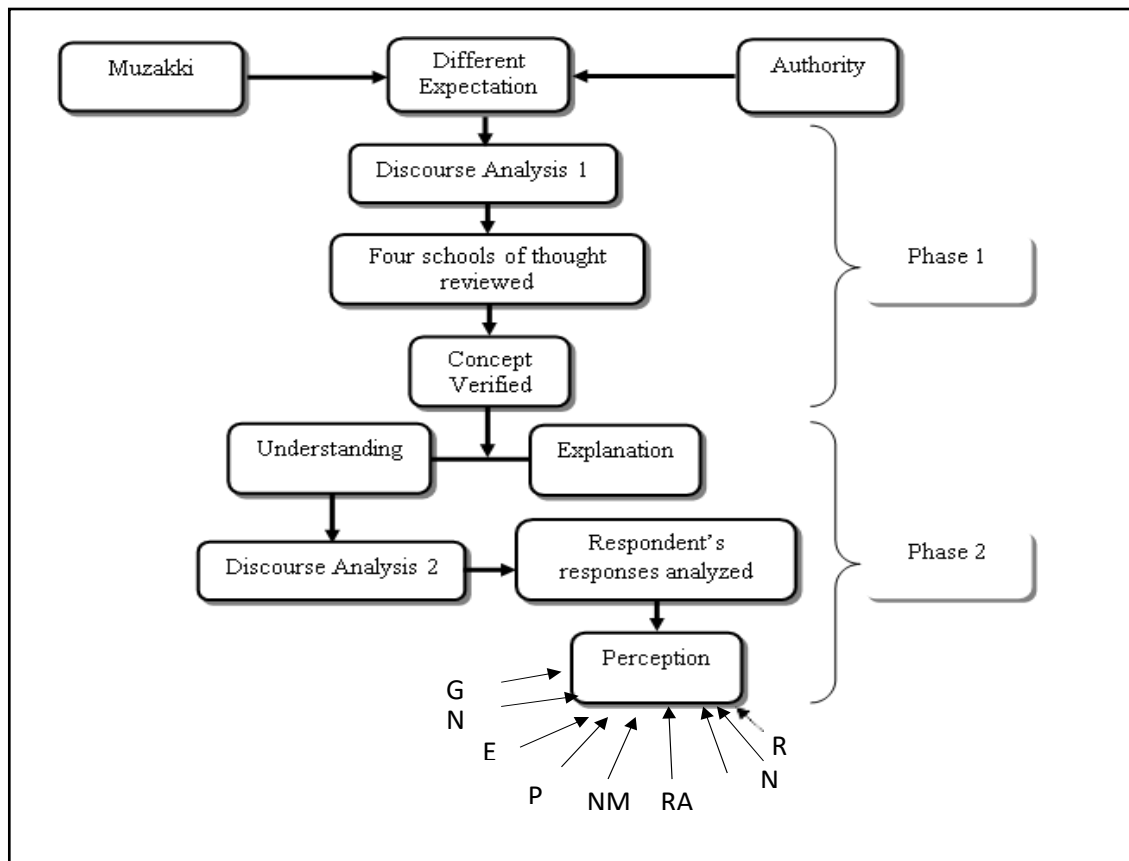 Muzakki
Different
Expectation
Authority
Discourse Analysis 1
Four schools of thought
reviewed
Phase 1
Concept
Verified
Understanding
Explanation
Discourse Analysis 2
Respondent's
responses analyzed
Phase 2
Perception
G
N
E
P
NM
RA
N
R